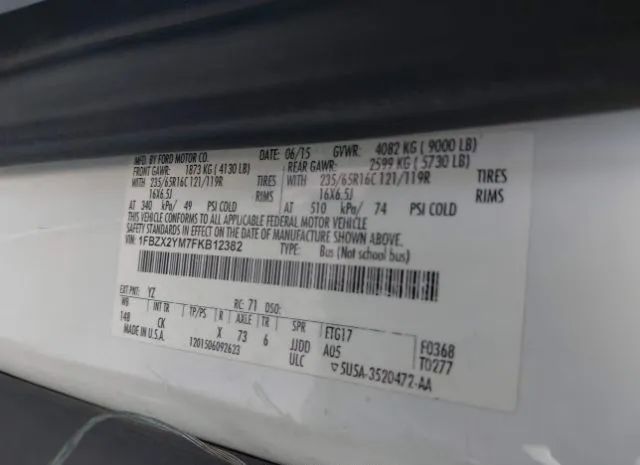 MFD. BY FORD MOTOR CO. DATE: 06/15 GVWR: 4082 KG ( 9000 LB)
FRONT GAWR: 1873 KG ( 4130 LB) REAR GAWR: 2599 KG ( 5730 LB)
WITH 235/65R16C 121/119R TIRES WITH 235/65R16C 121/119R TIRES
16X6.5J RIMS 16X6.5J RIMS
AT 340 kPa/ 49 PSI COLD AT 510 kPa/ 74 PSI COLD
THIS VEHICLE CONFORMS TO ALL APPLICABLE FEDERAL MOTOR VEHICLE
SAFETY STANDARDS IN EFFECT ON THE DATE OF MANUFACTURE SHOWN ABOVE.
VIN: 1FBZX2YM7FKB12382 TYPE: Bus (Not School bus)
EXT PNT: YZ RC: 71 DSO:
WB INT TR TP/PS R AXLE TR SPR ETG17 F0368
148 CK X 73 6 JJDD A05 T0277
MADE IN U.S.A. 1201506092623 ULC 5U5A-3520472-AA